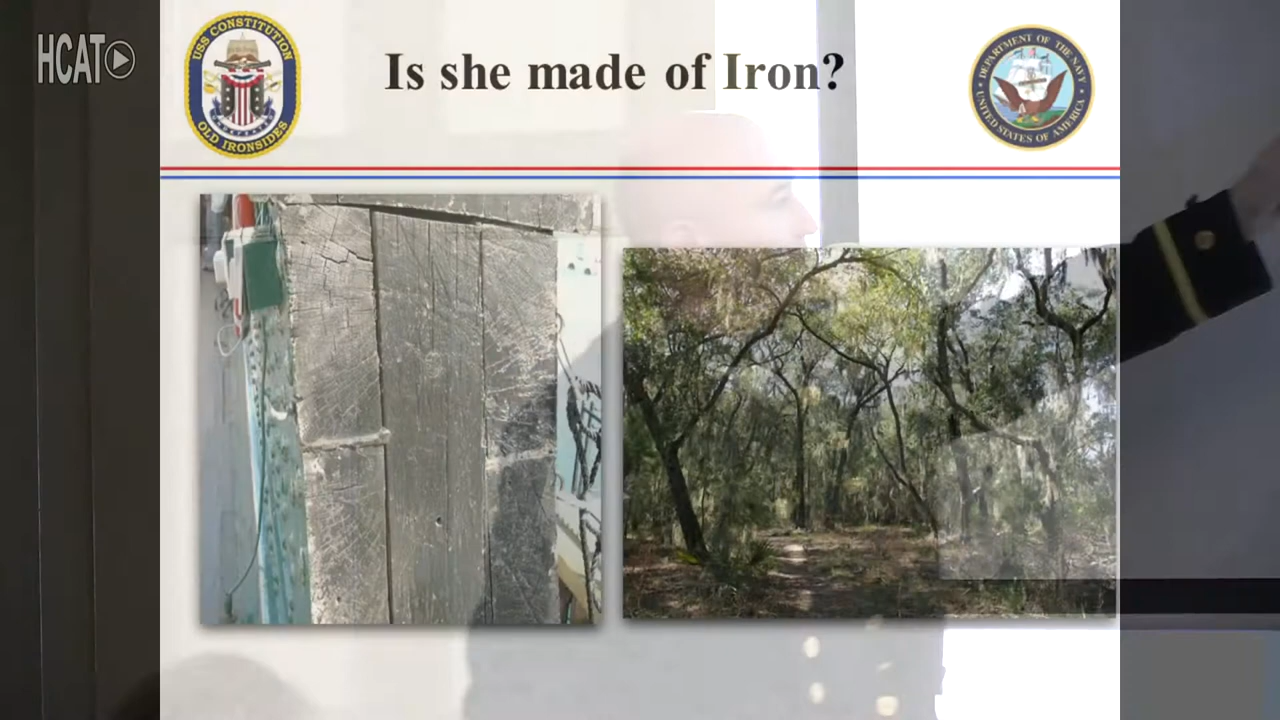 HCAT
USS CONSTITUTION
OLD IRONSIDES
Is she made of Iron?
DEPARTMENT OF THE NAVY
UNITED STATES OF AMERICA